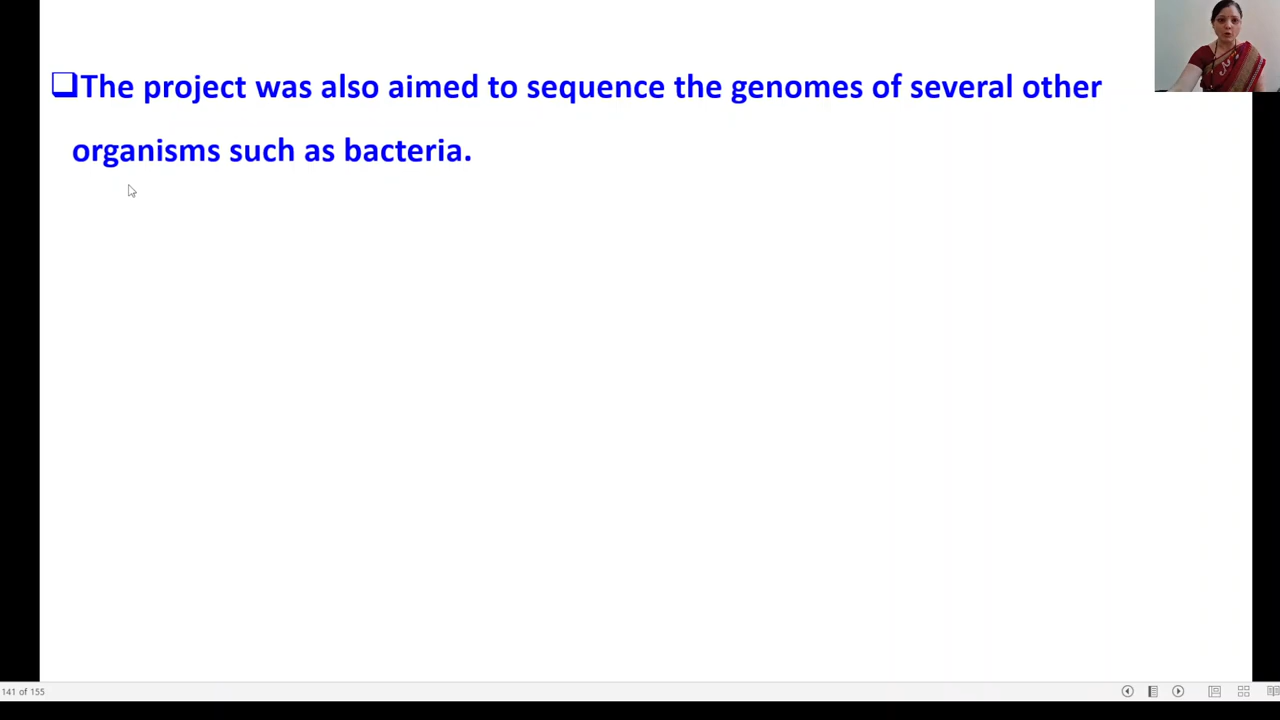 The project was also aimed to sequence the genomes of several other
organisms such as bacteria.
141 of 155